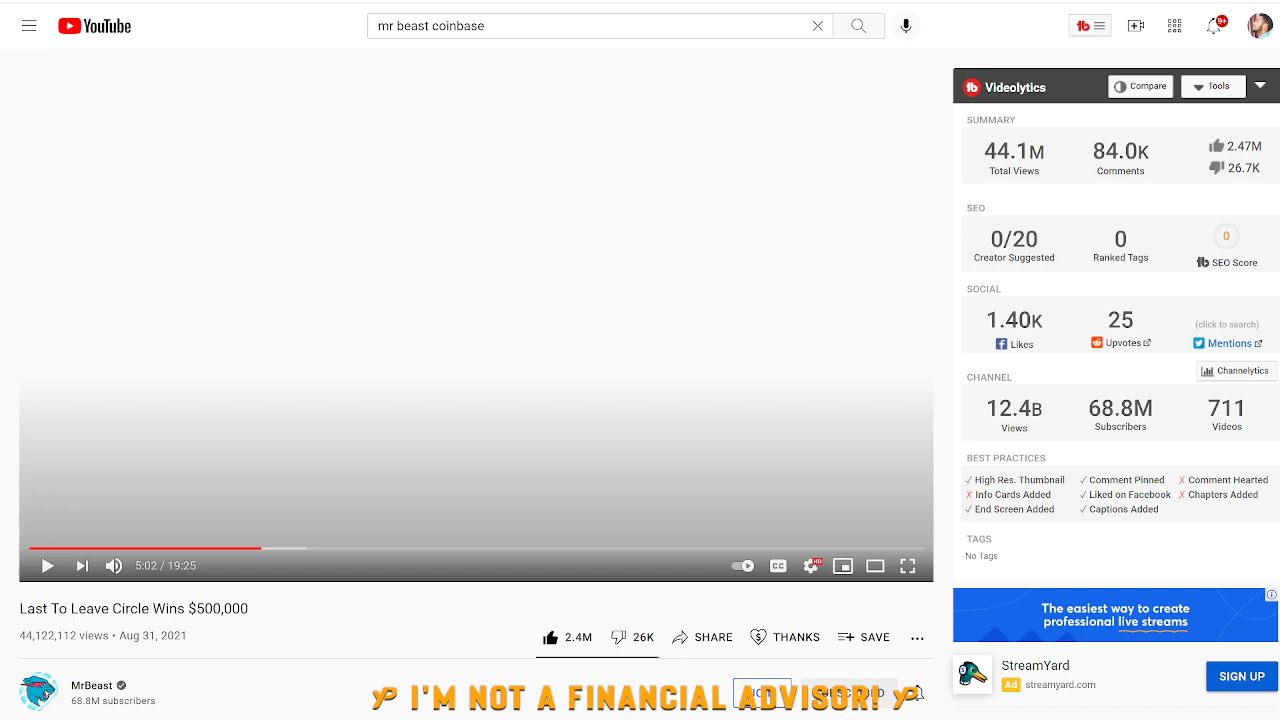 YouTube
mr beast coinbase
9+
Videolytics
Compare
Tools
SUMMARY
44.1M
Total Views
84.0K
Comments
2.47M
26.7K
SEO
0/20
Creator Suggested
0
Ranked Tags
0
SEO Score
SOCIAL
1.40K
Likes
25
Upvotes
(click to search)
Mentions
Channelytics
CHANNEL
12.4B
Views
68.8M
Subscribers
711
Videos
BEST PRACTICES
✓ High Res. Thumbnail ✓ Comment Pinned ✗ Comment Hearted
✗ Info Cards Added ✓ Liked on Facebook ✗ Chapters Added
✓ End Screen Added ✓ Captions Added
TAGS
No Tags
5:02 / 19:25
CC
HD
Last To Leave Circle Wins $500,000
44,122,112 views • Aug 31, 2021
2.4M 26K SHARE THANKS SAVE
MrBeast
68.8M subscribers
I'M NOT A FINANCIAL ADVISOR!
The easiest way to create
professional live streams
StreamYard
Ad streamyard.com
SIGN UP